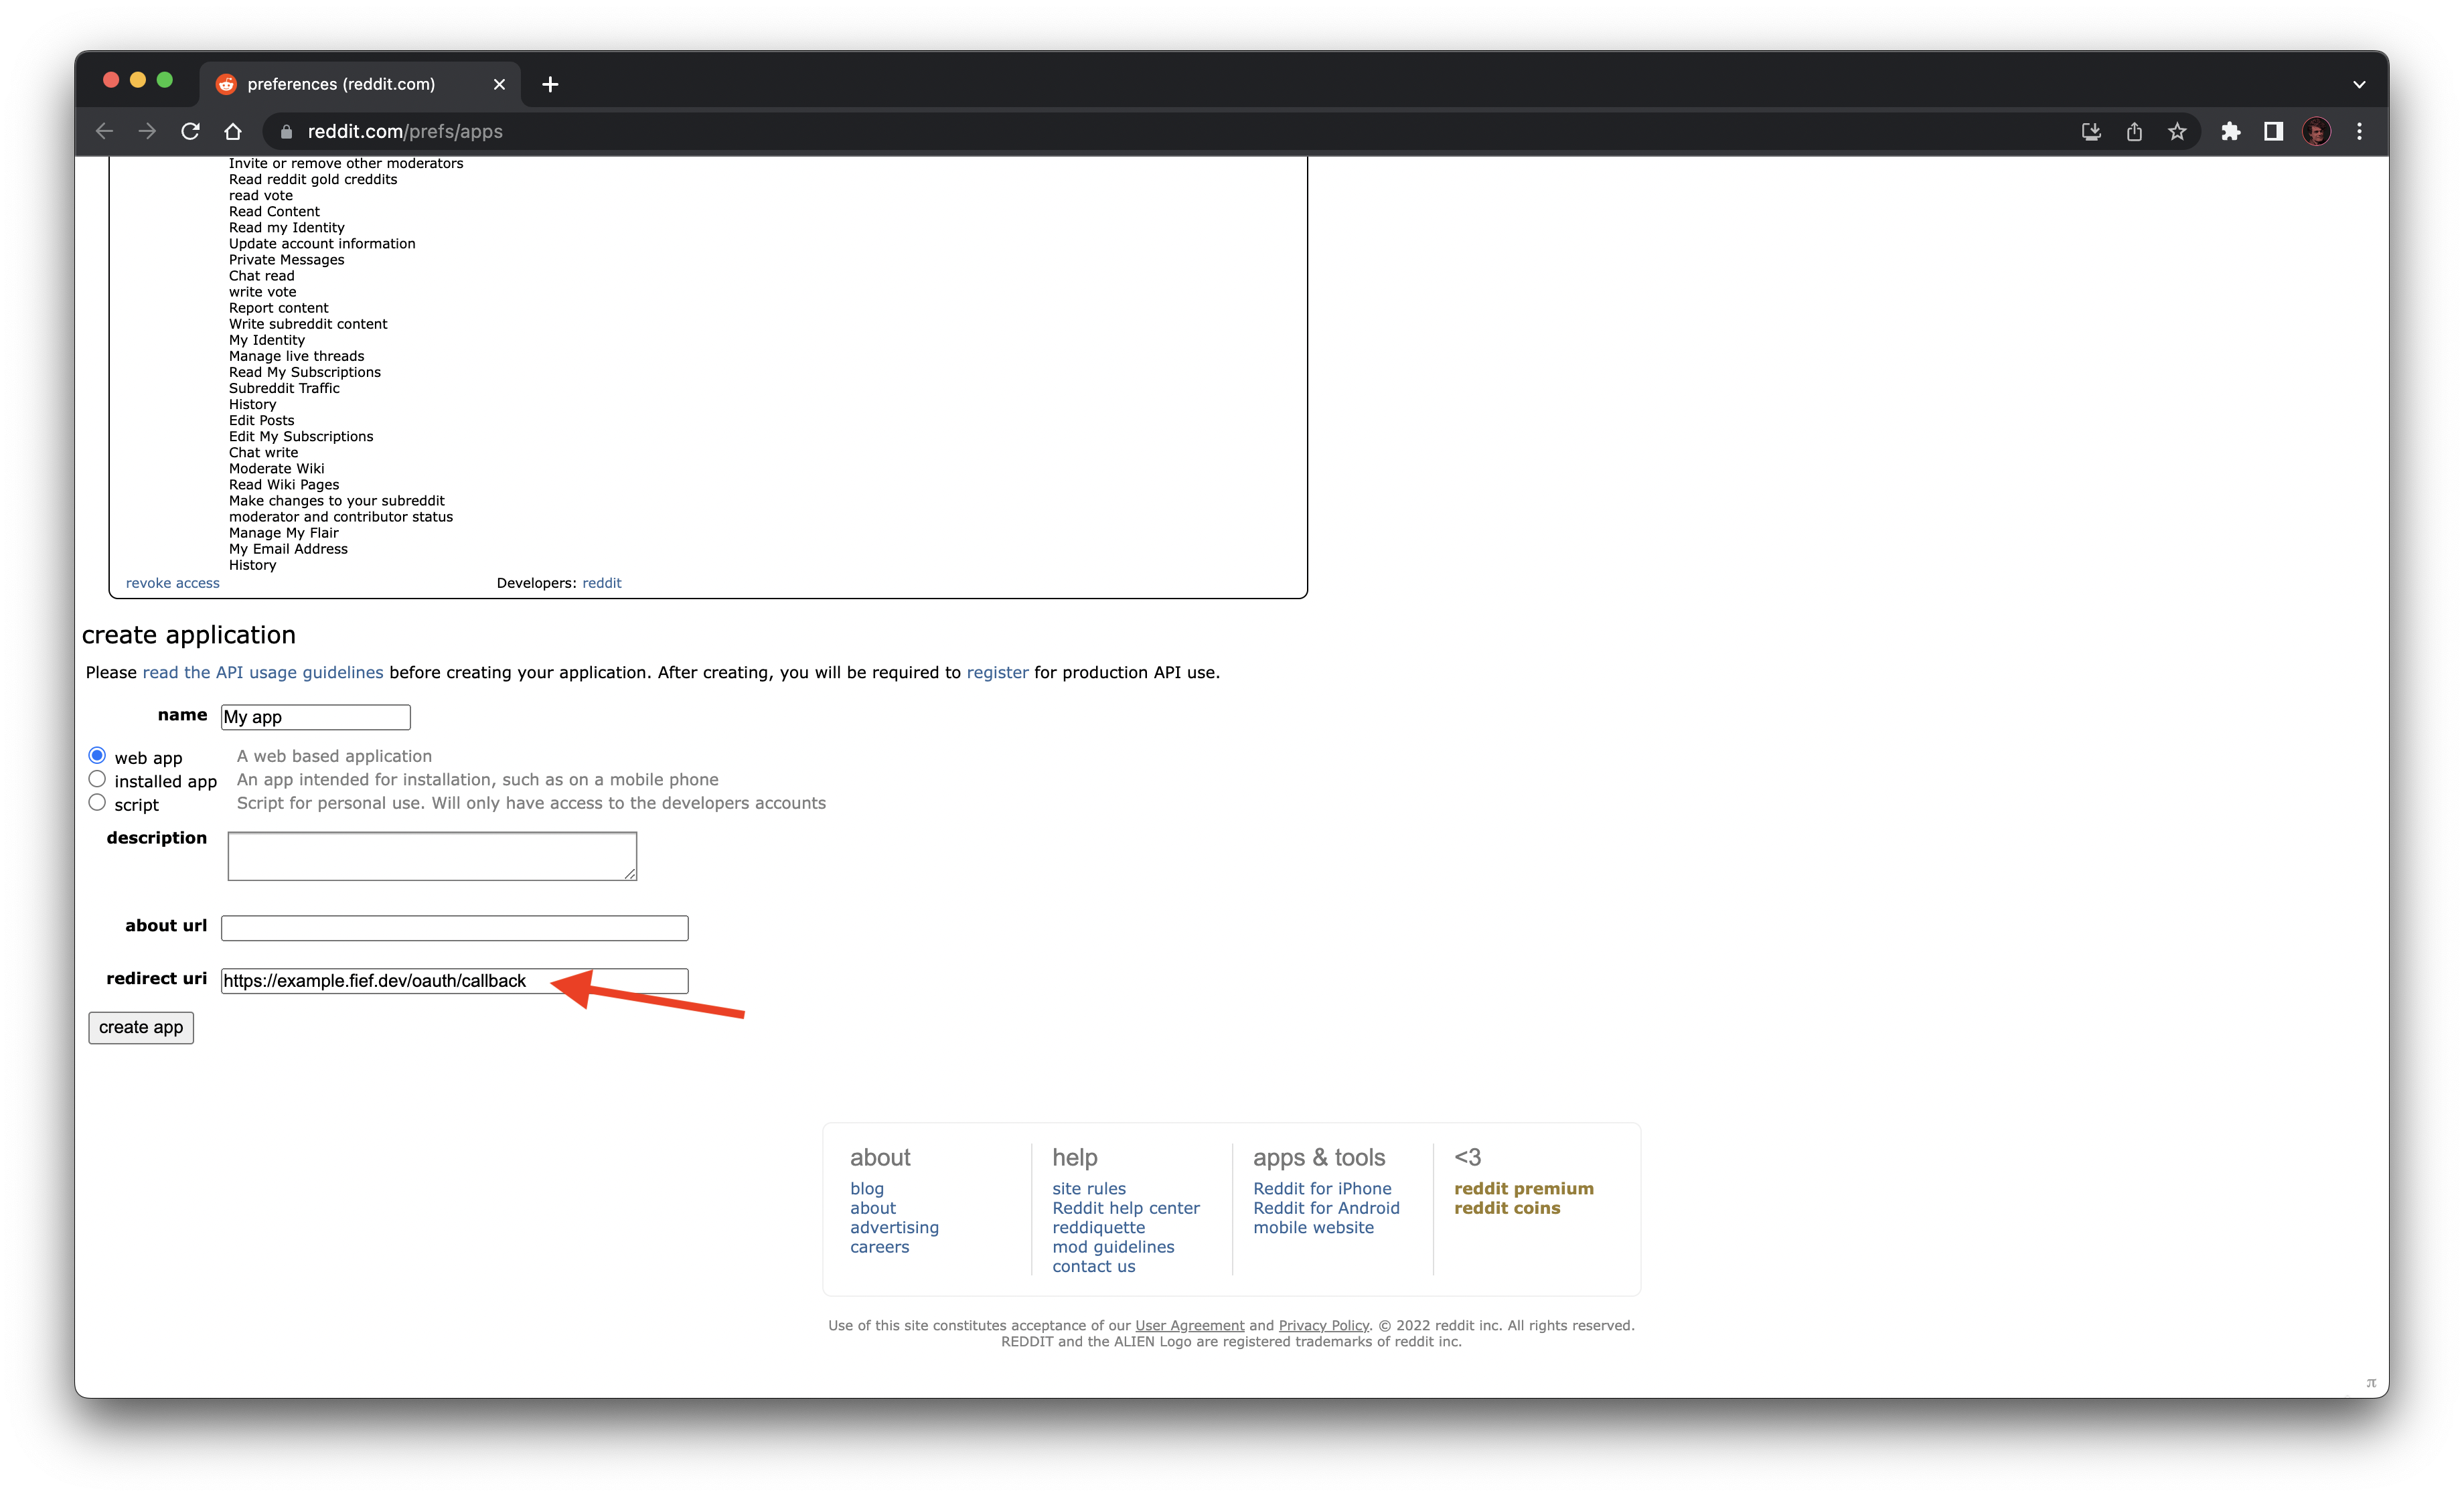 preferences (reddit.com)
reddit.com/prefs/apps
Invite or remove other moderators
Read reddit gold creddits
read vote
Read Content
Read my Identity
Update account information
Private Messages
Chat read
write vote
Report content
Write subreddit content
My Identity
Manage live threads
Read My Subscriptions
Subreddit Traffic
History
Edit Posts
Edit My Subscriptions
Chat write
Moderate Wiki
Read Wiki Pages
Make changes to your subreddit
moderator and contributor status
Manage My Flair
My Email Address
History
revoke access Developers: reddit
create application
Please read the API usage guidelines before creating your application. After creating, you will be required to register for production API use.
name My app
web app A web based application
installed app An app intended for installation, such as on a mobile phone
script Script for personal use. Will only have access to the developers accounts
description
about url
redirect uri https://example.fief.dev/oauth/callback
create app
about
blog
about
advertising
careers
help
site rules
Reddit help center
reddiquette
mod guidelines
contact us
apps & tools
Reddit for iPhone
Reddit for Android
mobile website
<3
reddit premium
reddit coins
Use of this site constitutes acceptance of our User Agreement and Privacy Policy. © 2022 reddit inc. All rights reserved.
REDDIT and the ALIEN Logo are registered trademarks of reddit inc.
π